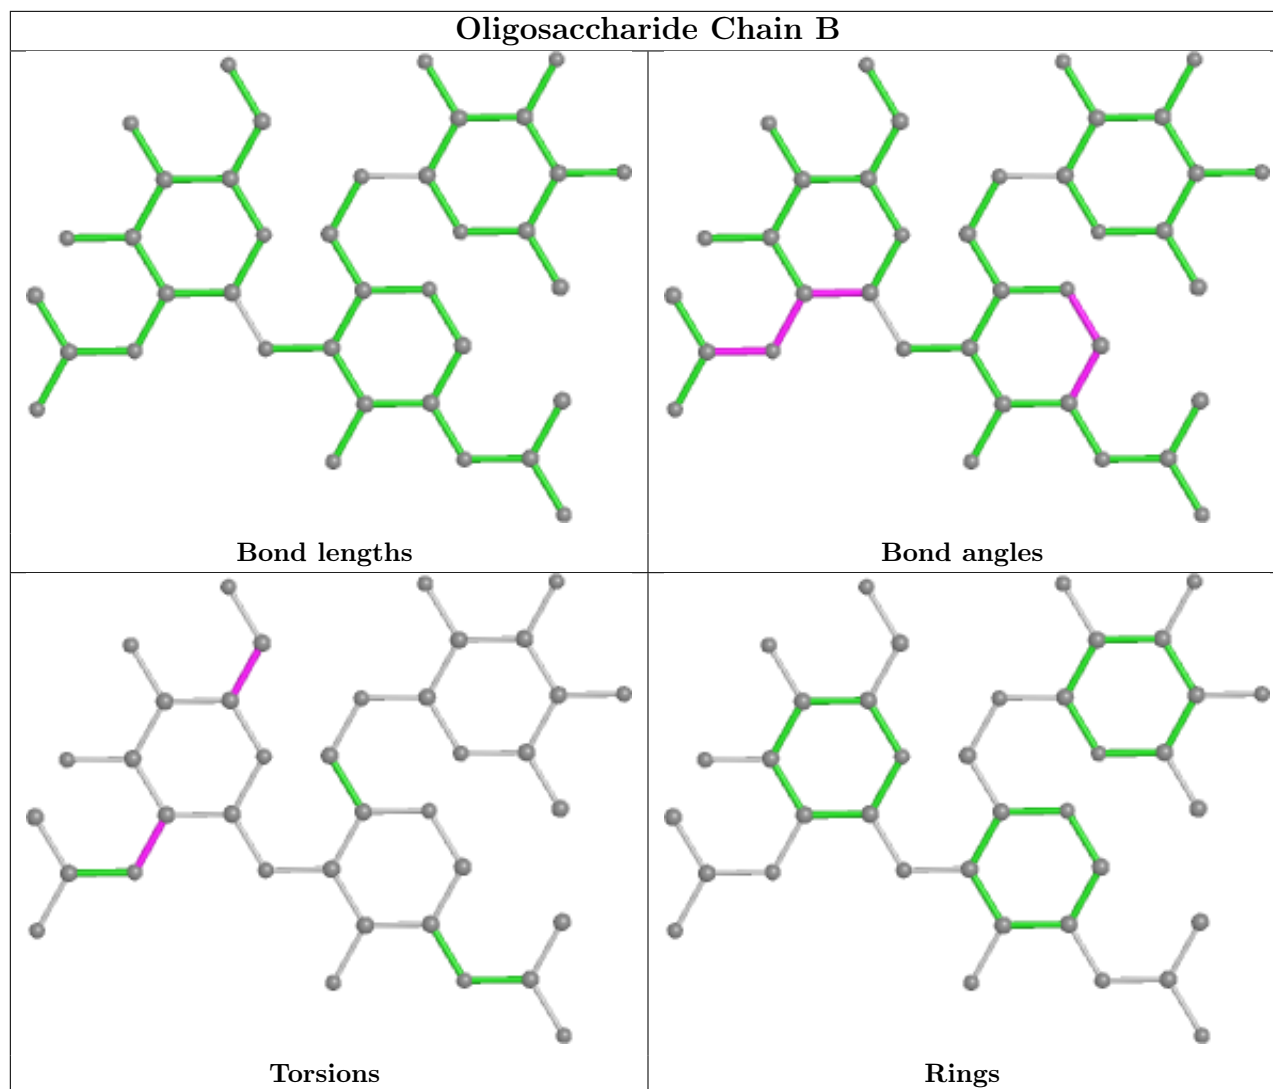 Oligosaccharide Chain B
Bond lengths
Bond angles
Torsions
Rings